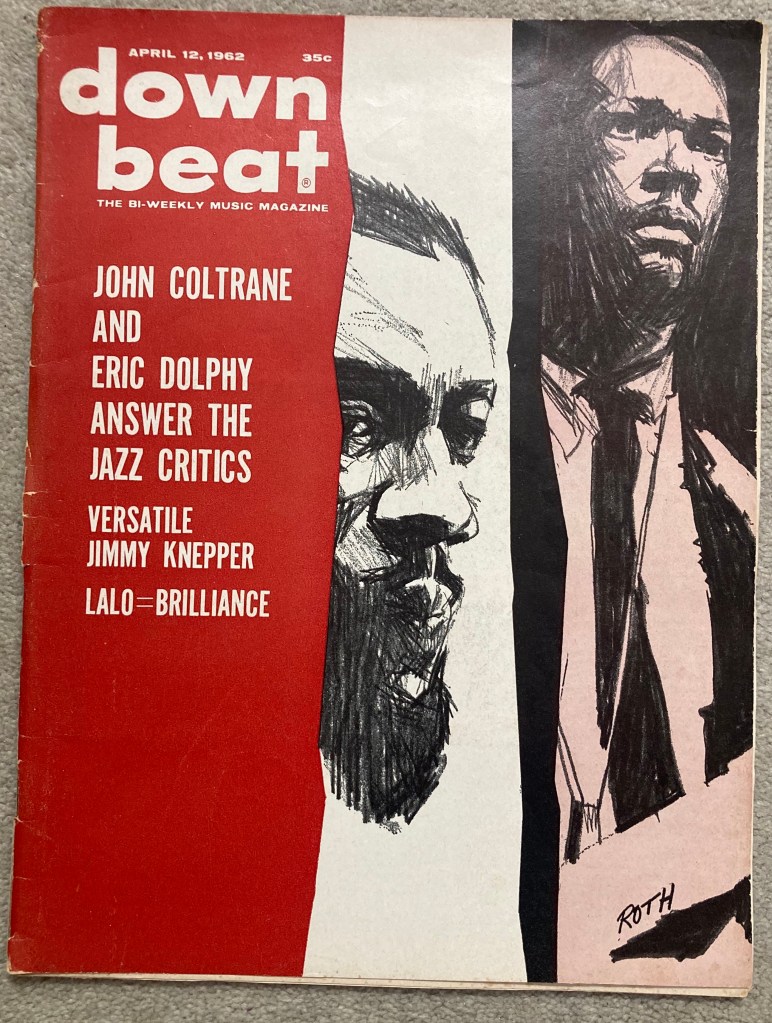 APRIL 12, 1962 35c
down
beat®
THE BI-WEEKLY MUSIC MAGAZINE
JOHN COLTRANE
AND
ERIC DOLPHY
ANSWER THE
JAZZ CRITICS
VERSATILE
JIMMY KNEPPER
LALO=BRILLIANCE
ROTH